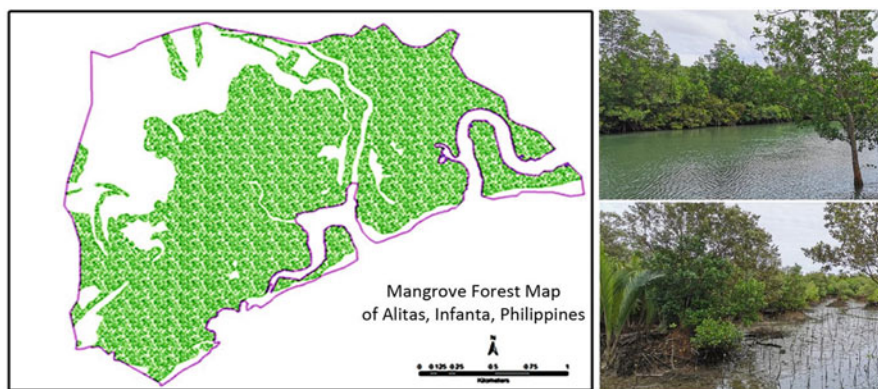 Mangrove Forest Map
of Alitas, Infanta, Philippines
N
0 0.125 0.25 0.5 0.75 1
Kilometers